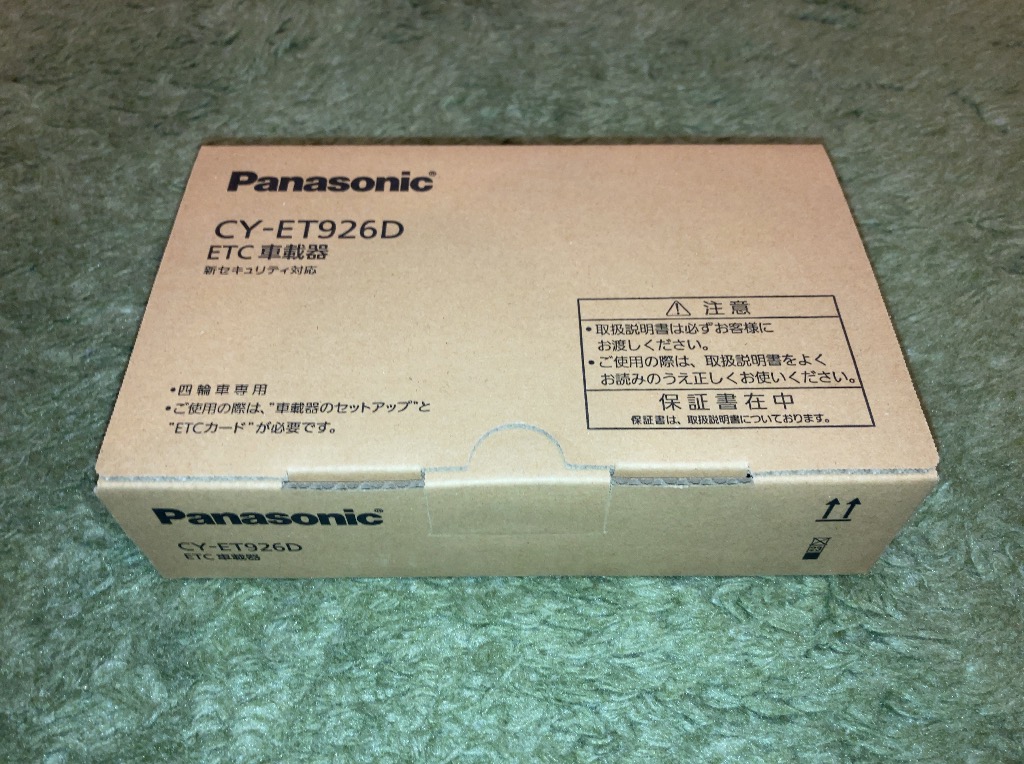 Panasonic®
CY-ET926D
ETC 車載器
新セキュリティ対応
⚠ 注意
•取扱説明書は必ずお客様に
お渡しください。
•ご使用の際は、取扱説明書をよく
お読みのうえ正しくお使いください。
保証書在中
保証書は、取扱説明書についております。
•四輪車専用
•ご使用の際は、"車載器のセットアップ"と
"ETCカード"が必要です。
Panasonic®
CY-ET926D
ETC 車載器